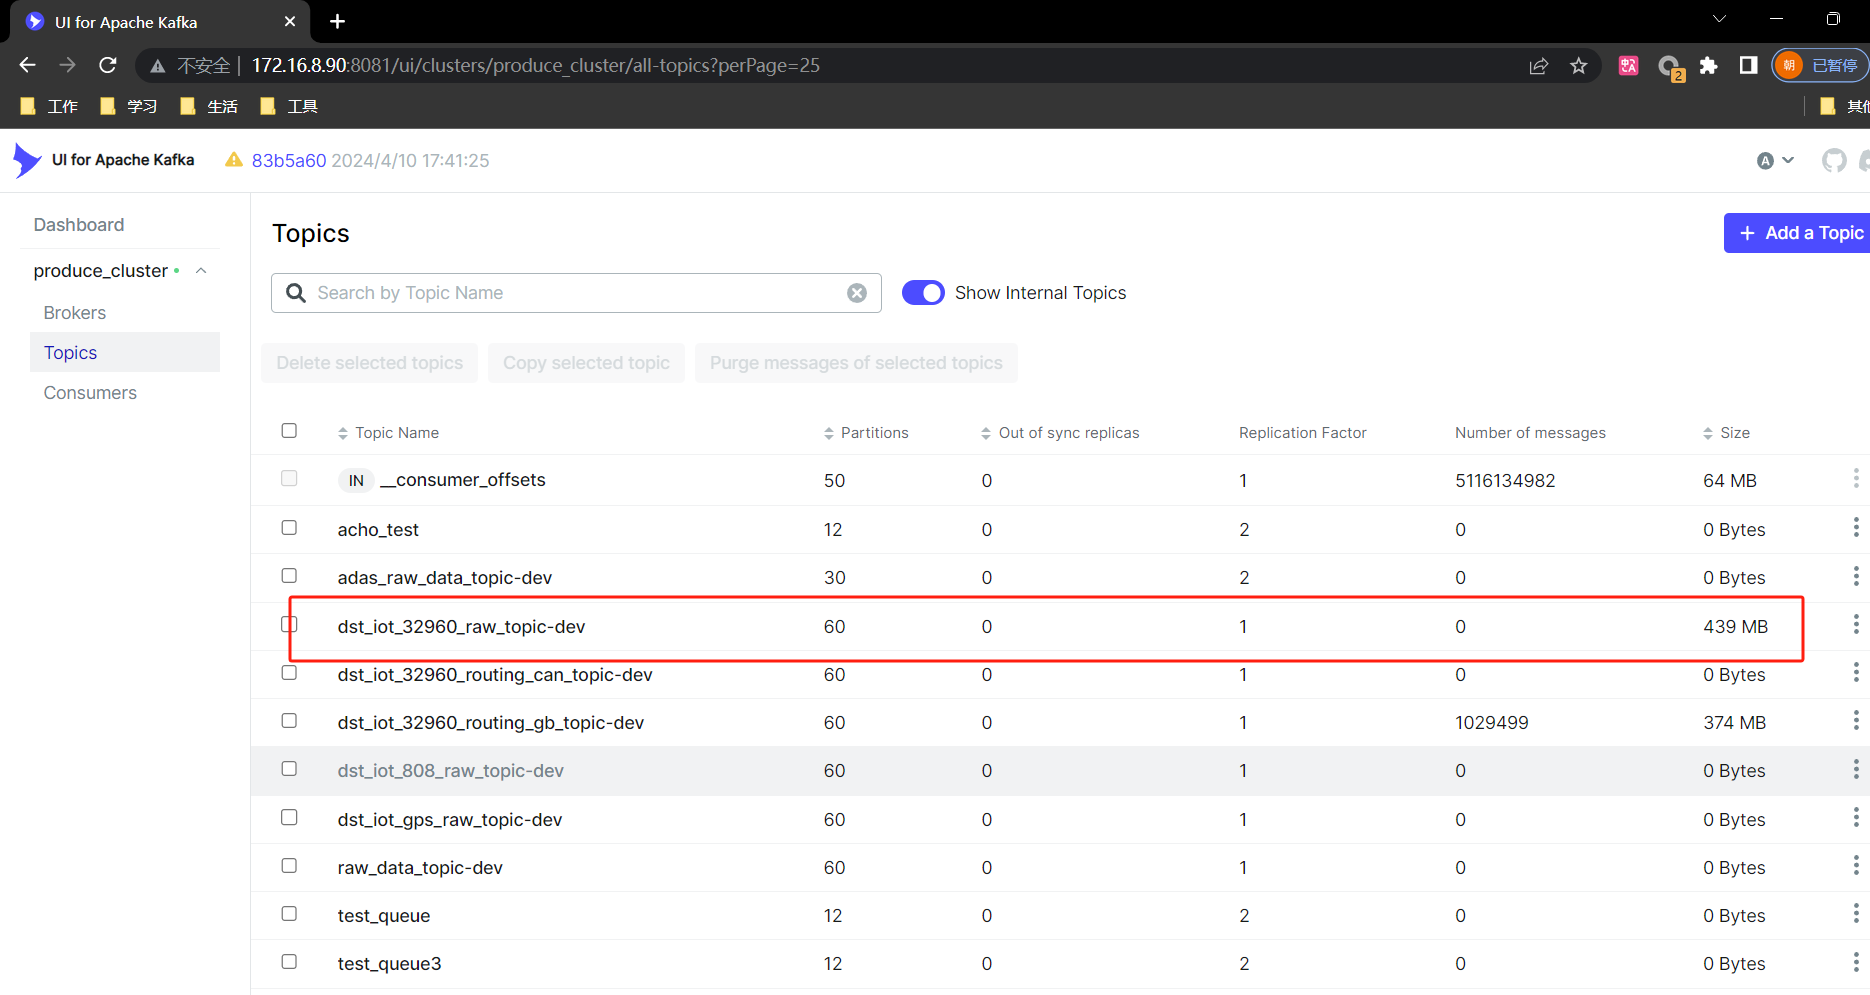 UI for Apache Kafka
不安全 172.16.8.90:8081/ui/clusters/produce_cluster/all-topics?perPage=25
2 朝 已暂停
工作 学习 生活 工具
UI for Apache Kafka 83b5a60 2024/4/10 17:41:25 A
Dashboard
produce_cluster
Brokers
Topics
Consumers
Topics
Add a Topic
Search by Topic Name Show Internal Topics
Delete selected topics Copy selected topic Purge messages of selected topics
Topic Name Partitions Out of sync replicas Replication Factor Number of messages Size
IN __consumer_offsets 50 0 1 5116134982 64 MB
acho_test 12 0 2 0 0 Bytes
adas_raw_data_topic-dev 30 0 2 0 0 Bytes
dst_iot_32960_raw_topic-dev 60 0 1 0 439 MB
dst_iot_32960_routing_can_topic-dev 60 0 1 0 0 Bytes
dst_iot_32960_routing_gb_topic-dev 60 0 1 1029499 374 MB
dst_iot_808_raw_topic-dev 60 0 1 0 0 Bytes
dst_iot_gps_raw_topic-dev 60 0 1 0 0 Bytes
raw_data_topic-dev 60 0 1 0 0 Bytes
test_queue 12 0 2 0 0 Bytes
test_queue3 12 0 2 0 0 Bytes